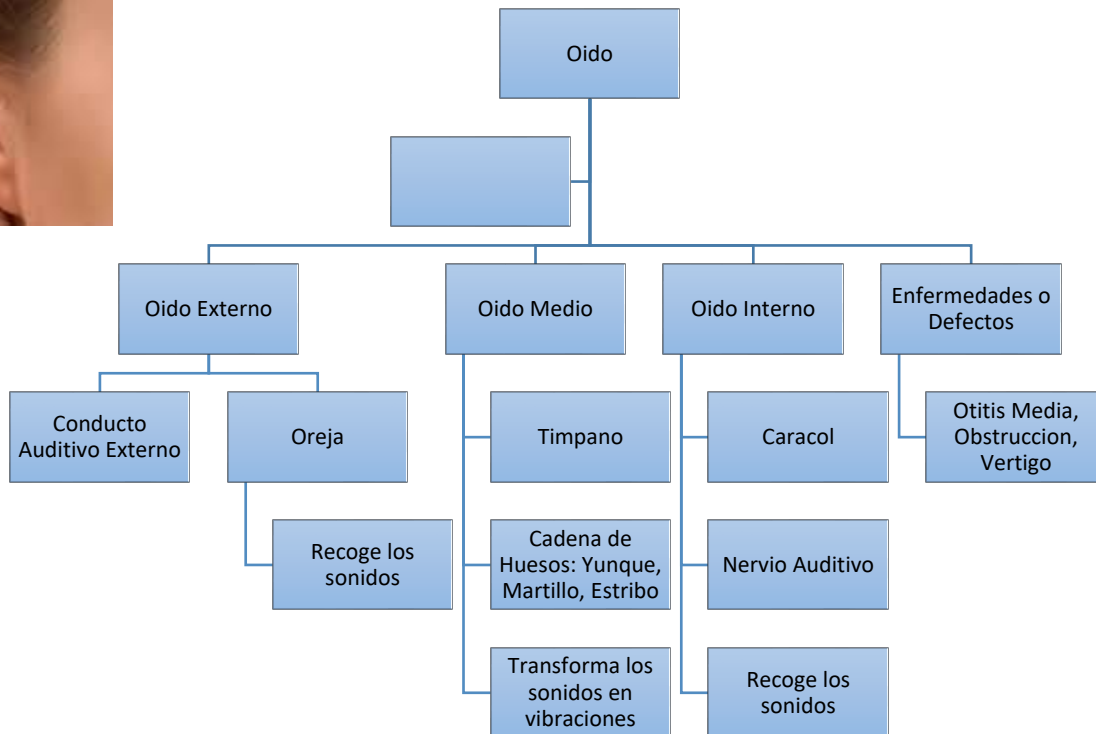 Oido
Oido Externo
Oido Medio
Oido Interno
Enfermedades o
Defectos
Conducto
Auditivo Externo
Oreja
Timpano
Caracol
Otitis Media,
Obstruccion,
Vertigo
Recoge los
sonidos
Cadena de
Huesos: Yunque,
Martillo, Estribo
Nervio Auditivo
Transforma los
sonidos en
vibraciones
Recoge los
sonidos